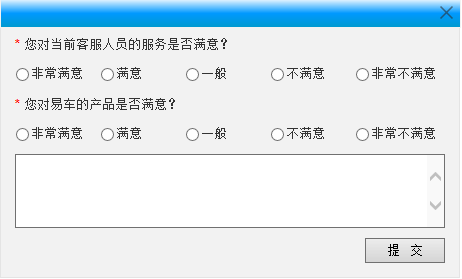 * 您对当前客服人员的服务是否满意？
非常满意 满意 一般 不满意 非常不满意
* 您对易车的产品是否满意？
非常满意 满意 一般 不满意 非常不满意
提 交